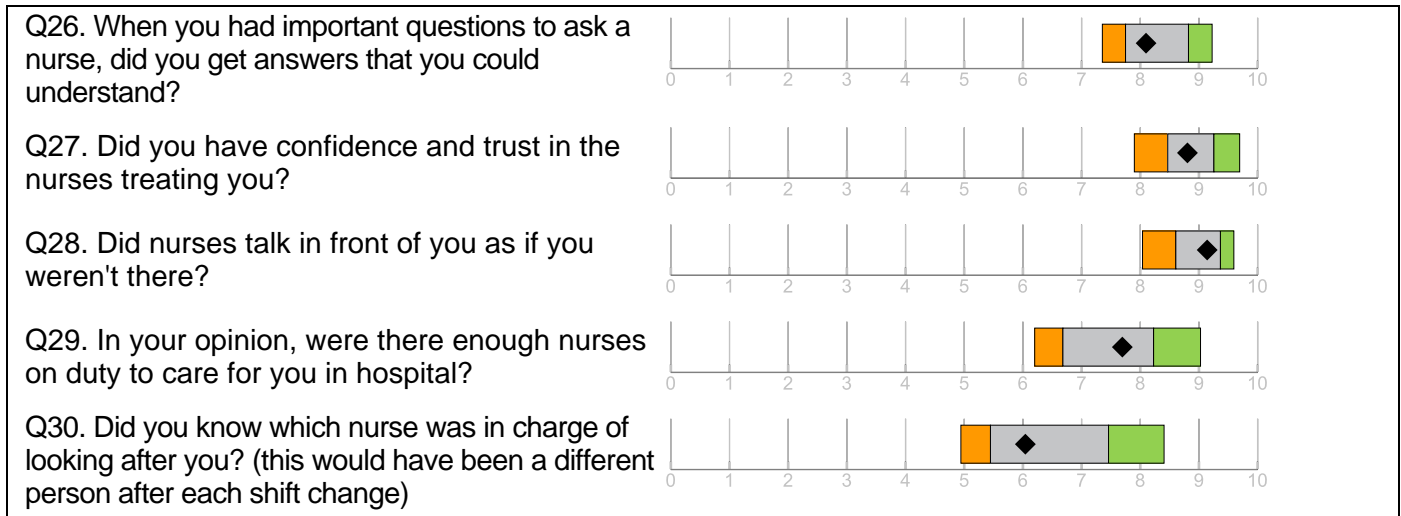 Q26. When you had important questions to ask a
nurse, did you get answers that you could
understand?
0 1 2 3 4 5 6 7 8 9 10
Q27. Did you have confidence and trust in the
nurses treating you?
0 1 2 3 4 5 6 7 8 9 10
Q28. Did nurses talk in front of you as if you
weren't there?
0 1 2 3 4 5 6 7 8 9 10
Q29. In your opinion, were there enough nurses
on duty to care for you in hospital?
0 1 2 3 4 5 6 7 8 9 10
Q30. Did you know which nurse was in charge of
looking after you? (this would have been a different
person after each shift change)
0 1 2 3 4 5 6 7 8 9 10